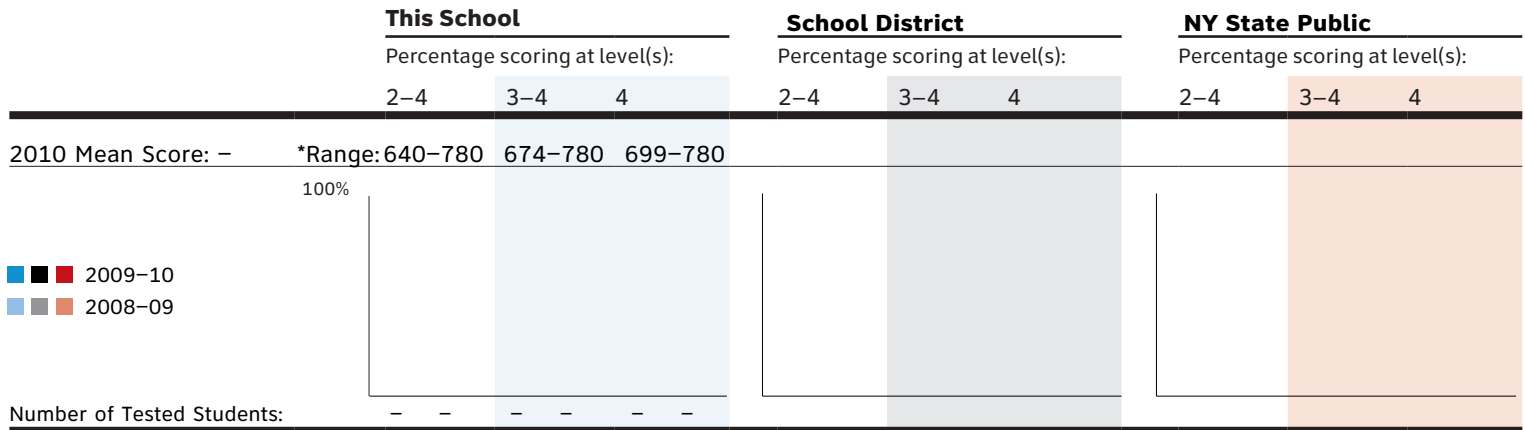 This School School District NY State Public
Percentage scoring at level(s): Percentage scoring at level(s): Percentage scoring at level(s):
2–4 3–4 4 2–4 3–4 4 2–4 3–4 4
2010 Mean Score: – *Range: 640–780 674–780 699–780
100%
2009–10
2008–09
Number of Tested Students: – – – – – –